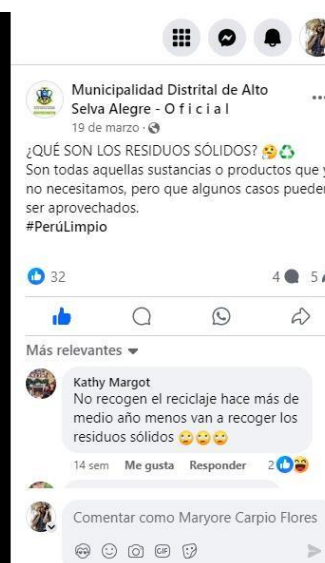 Municipalidad Distrital de Alto
Selva Alegre - O f i c i a l
19 de marzo ·
¿QUÉ SON LOS RESIDUOS SÓLIDOS? 🤔♻️
Son todas aquellas sustancias o productos que
no necesitamos, pero que algunos casos pueden
ser aprovechados.
#PerúLimpio
32
4 5
Más relevantes
Kathy Margot
No recogen el reciclaje hace más de
medio año menos van a recoger los
residuos sólidos 🙄🙄🙄
14 sem Me gusta Responder 2
Comentar como Maryore Carpio Flores
GIF